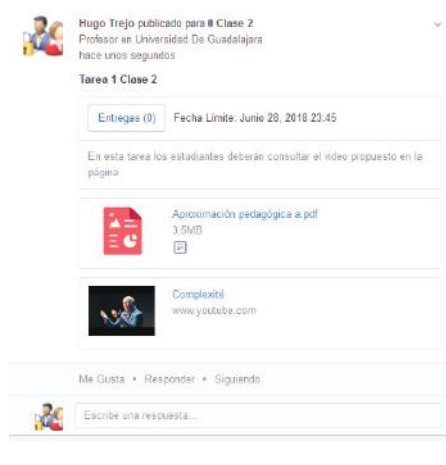 Hugo Trejo publicado para Clase 2
Profesor en Universidad De Guadalajara
hace unos segundos
Tarea 1 Clase 2
Entregas (0) Fecha Límite: Junio 28, 2018 23:45
En esta tarea los estudiantes deberán consultar el video propuesto en la
página
Aproximación pedagógica a.pdf
3.5MB
Complexité
www.youtube.com
Me Gusta • Responder • Siguiendo
Escribe una respuesta...